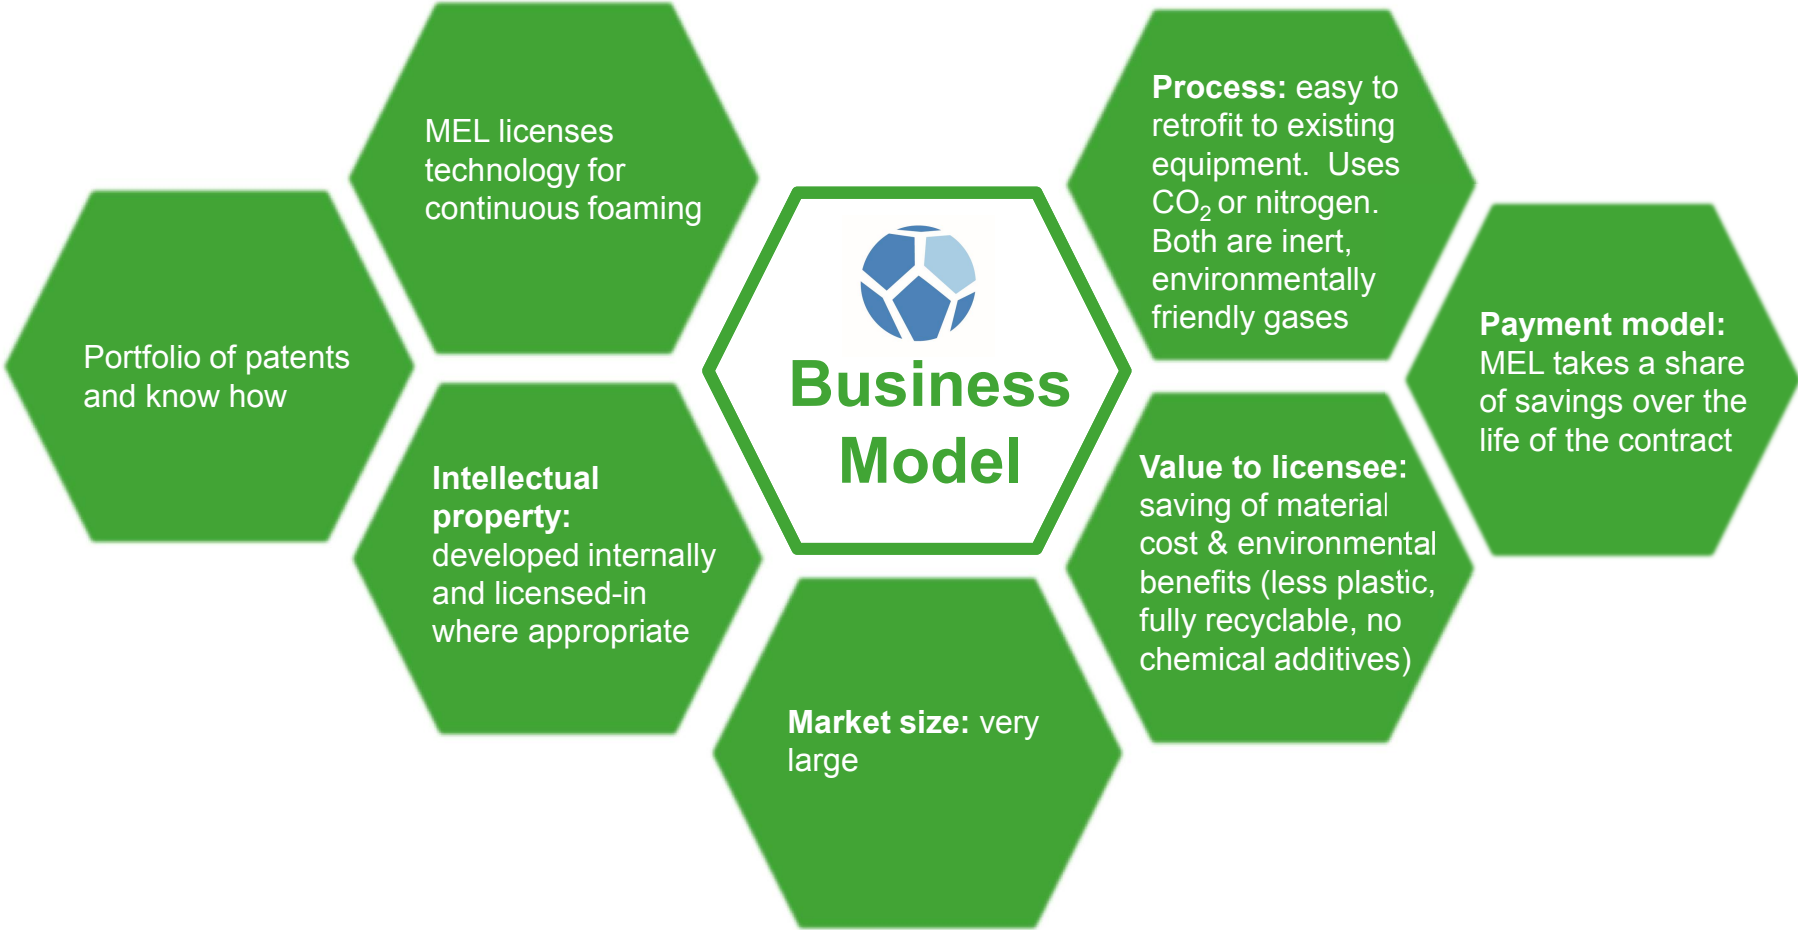 Portfolio of patents
and know how
MEL licenses
technology for
continuous foaming
Intellectual
property:
developed internally
and licensed-in
where appropriate
Business
Model
Market size: very
large
Process: easy to
retrofit to existing
equipment.  Uses
CO₂ or nitrogen.
Both are inert,
environmentally
friendly gases
Value to licensee:
saving of material
cost & environmental
benefits (less plastic,
fully recyclable, no
chemical additives)
Payment model:
MEL takes a share
of savings over the
life of the contract